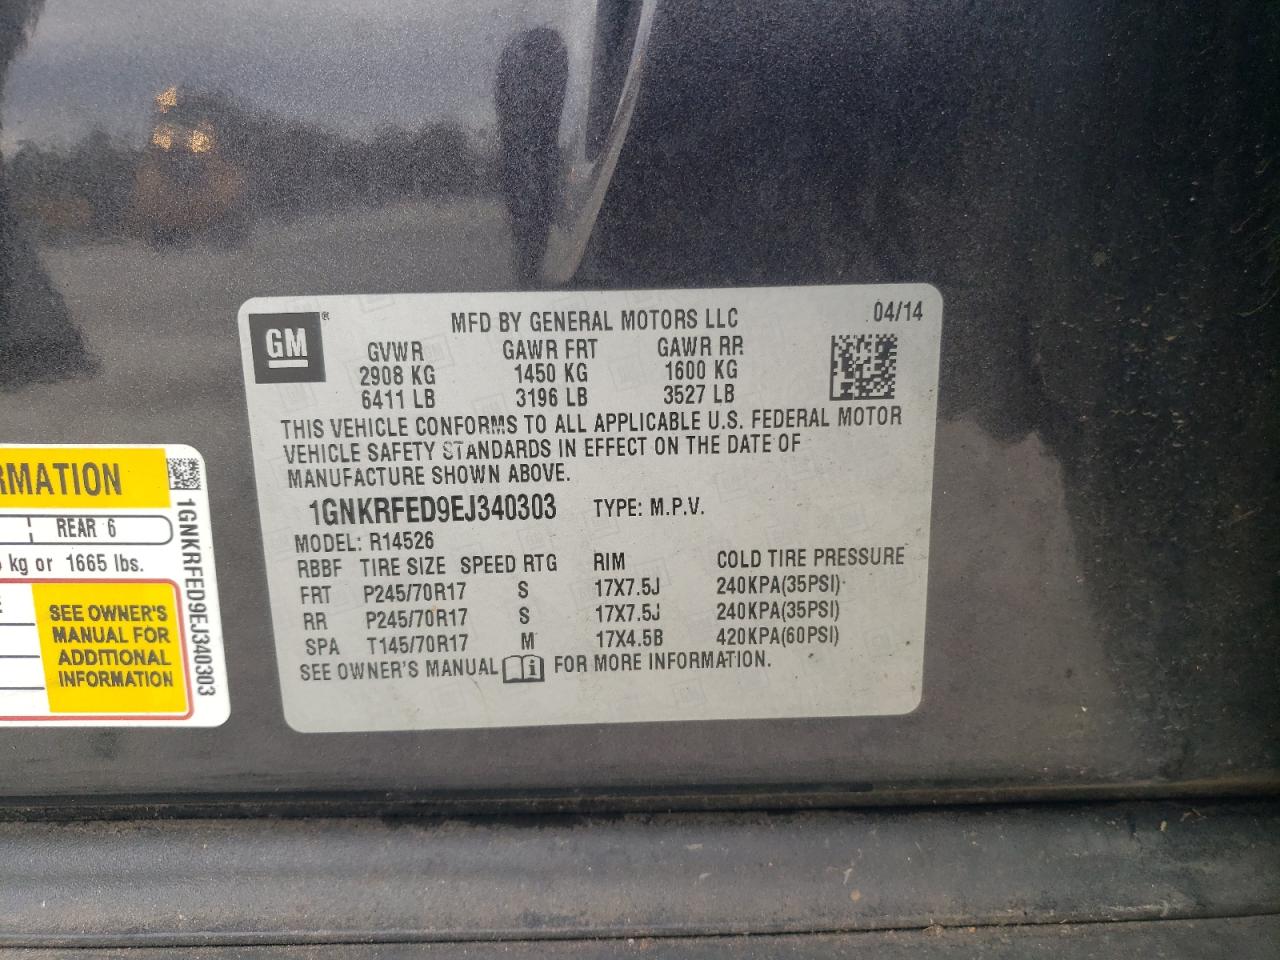 GM ®
MFD BY GENERAL MOTORS LLC 04/14
GVWR GAWR FRT GAWR RR
2908 KG 1450 KG 1600 KG
6411 LB 3196 LB 3527 LB
THIS VEHICLE CONFORMS TO ALL APPLICABLE U.S. FEDERAL MOTOR
VEHICLE SAFETY STANDARDS IN EFFECT ON THE DATE OF
MANUFACTURE SHOWN ABOVE.
1GNKRFED9EJ340303 TYPE: M.P.V.
MODEL: R14526
RBBF TIRE SIZE SPEED RTG RIM COLD TIRE PRESSURE
FRT P245/70R17 S 17X7.5J 240KPA(35PSI)
RR P245/70R17 S 17X7.5J 240KPA(35PSI)
SPA T145/70R17 M 17X4.5B 420KPA(60PSI)
SEE OWNER'S MANUAL FOR MORE INFORMATION.
RMATION
REAR 6
kg or 1665 lbs.
SEE OWNER'S
MANUAL FOR
ADDITIONAL
INFORMATION
1GNKRFED9EJ340303